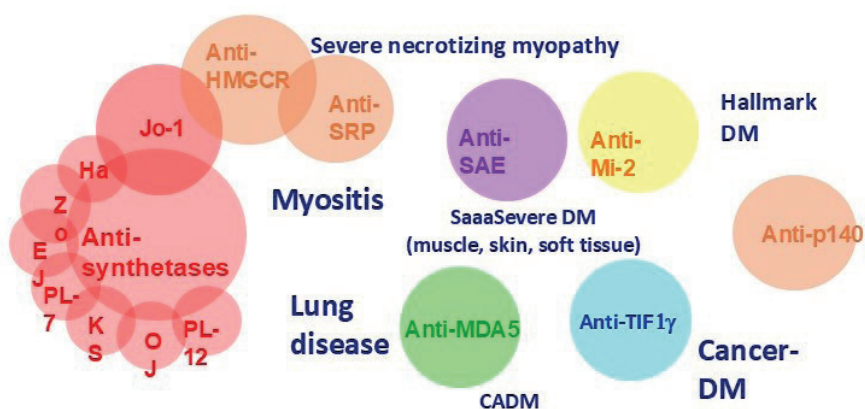 Anti-
HMGCR
Severe necrotizing myopathy
Anti-
SRP
Jo-1
Ha
Anti-
SAE
Anti-
Mi-2
Hallmark
DM
Myositis
Z
o
E
J
Anti-
synthetases
SaaaSevere DM
(muscle, skin, soft tissue)
Anti-p140
PL-
7
K
S
O
J
PL-
12
Lung
disease
Anti-MDA5
Anti-TIF1γ
Cancer-
DM
CADM